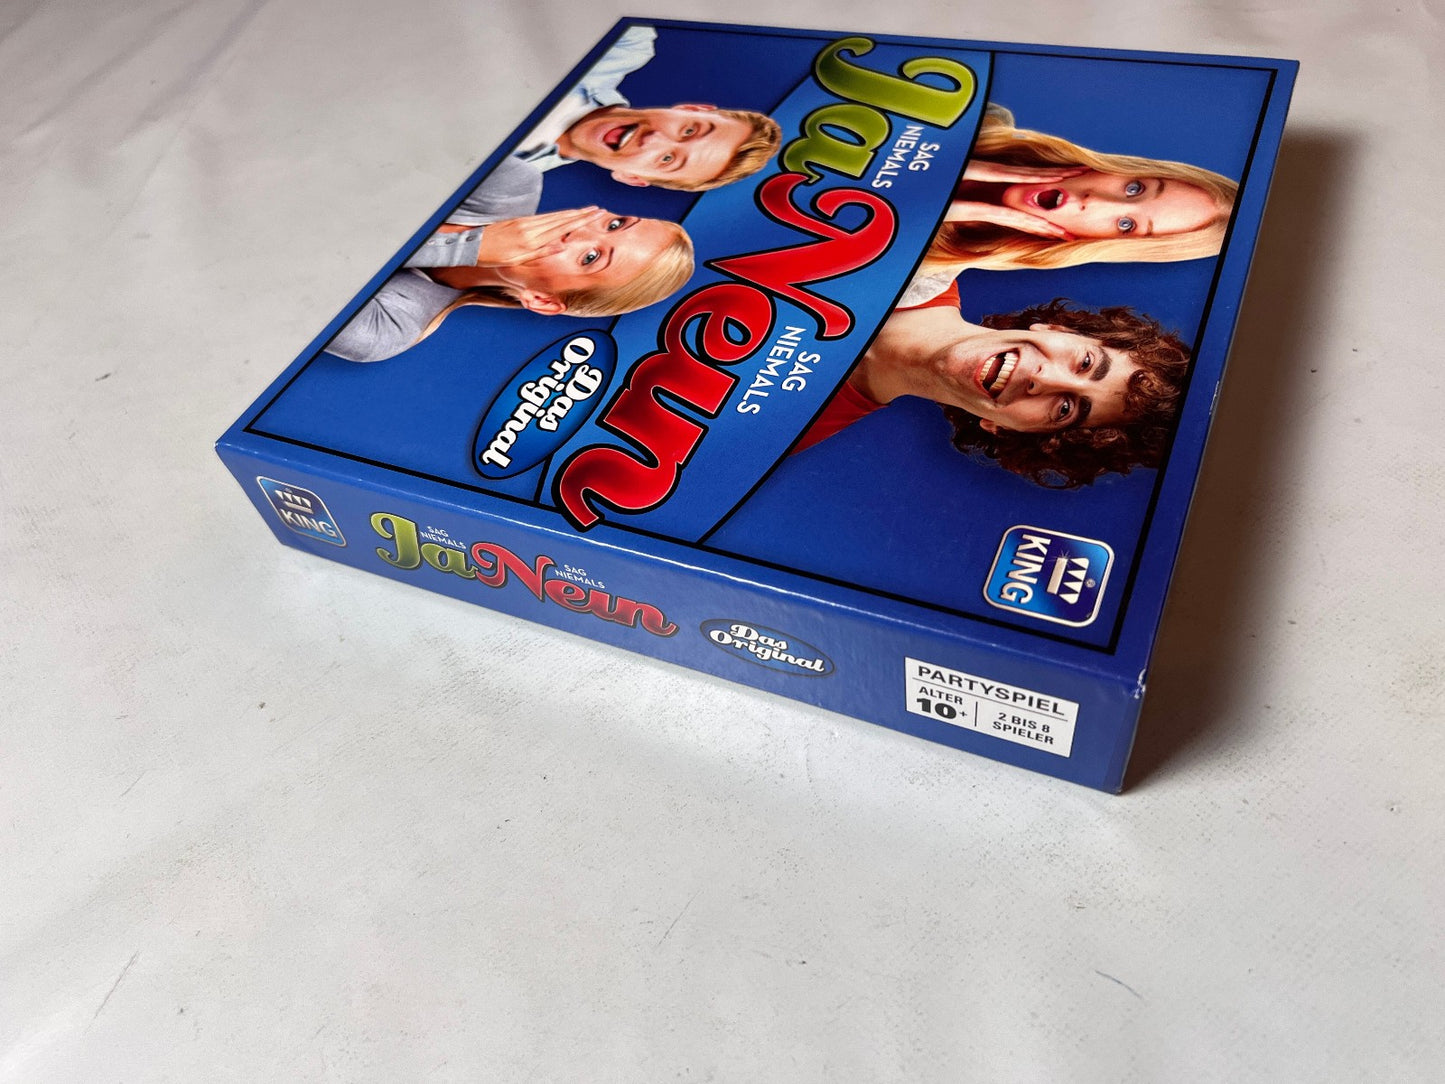 SAG
NIEMALS
Ja
SAG
NIEMALS
Nein
Das
Original
KING
KING
SAG
NIEMALS
Ja
SAG
NIEMALS
Nein
Das
Original
PARTYSPIEL
ALTER
10+
2 BIS 8
SPIELER